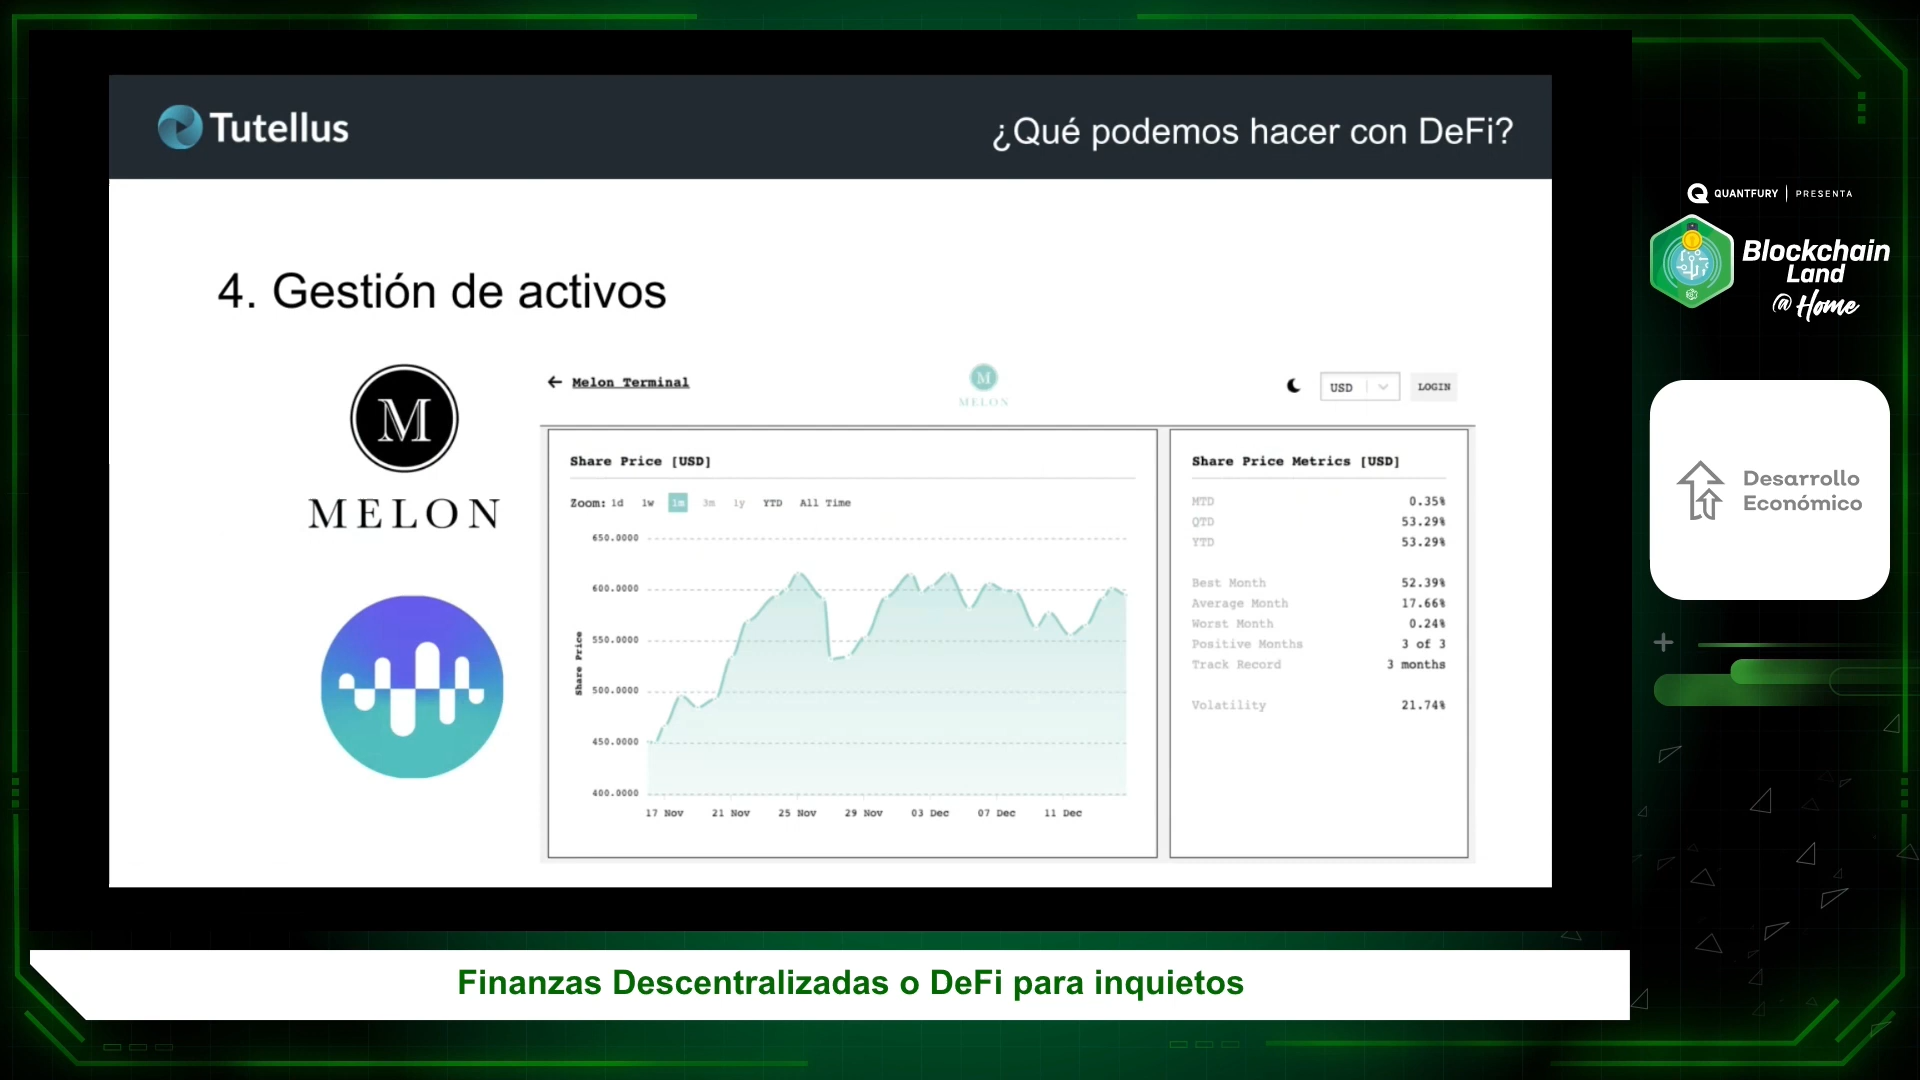 Tutellus
¿Qué podemos hacer con DeFi?
4. Gestión de activos
M
MELON
Melon Terminal
M
MELON
USD
LOGIN
Share Price [USD]
Zoom: 1d 1w 1m 3m 1y YTD All Time
Share Price
650.0000
600.0000
550.0000
500.0000
450.0000
400.0000
17 Nov 21 Nov 25 Nov 29 Nov 03 Dec 07 Dec 11 Dec
Share Price Metrics [USD]
MTD 0.35%
QTD 53.29%
YTD 53.29%
Best Month 52.39%
Average Month 17.66%
Worst Month 0.24%
Positive Months 3 of 3
Track Record 3 months
Volatility 21.74%
QUANTFURY | PRESENTA
Blockchain
Land
@Home
Desarrollo
Económico
Finanzas Descentralizadas o DeFi para inquietos